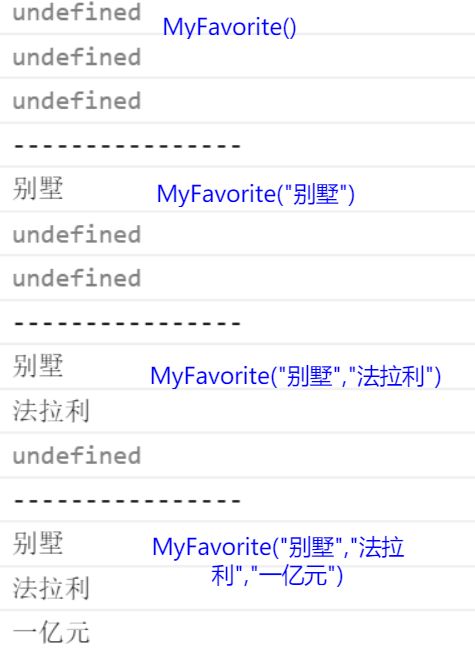 undefined
MyFavorite()
undefined
undefined
----------------
别墅
MyFavorite("别墅")
undefined
undefined
----------------
别墅
MyFavorite("别墅","法拉利")
法拉利
undefined
----------------
别墅
MyFavorite("别墅","法拉
利","一亿元")
法拉利
一亿元